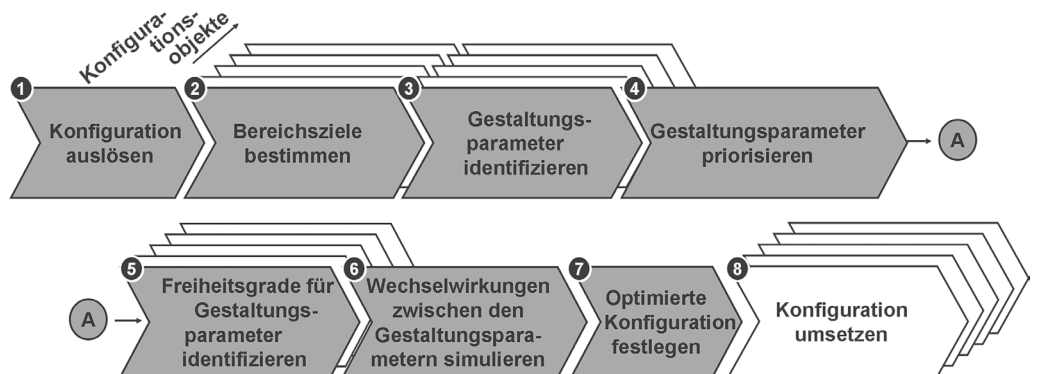 Konfigura-
tions-
objekte
1
Konfiguration
auslösen
2
Bereichsziele
bestimmen
3
Gestaltungs-
parameter
identifizieren
4
Gestaltungsparameter
priorisieren
A
A
5
Freiheitsgrade für
Gestaltungs-
parameter
identifizieren
6
Wechselwirkungen
zwischen den
Gestaltungspara-
metern simulieren
7
Optimierte
Konfiguration
festlegen
8
Konfiguration
umsetzen